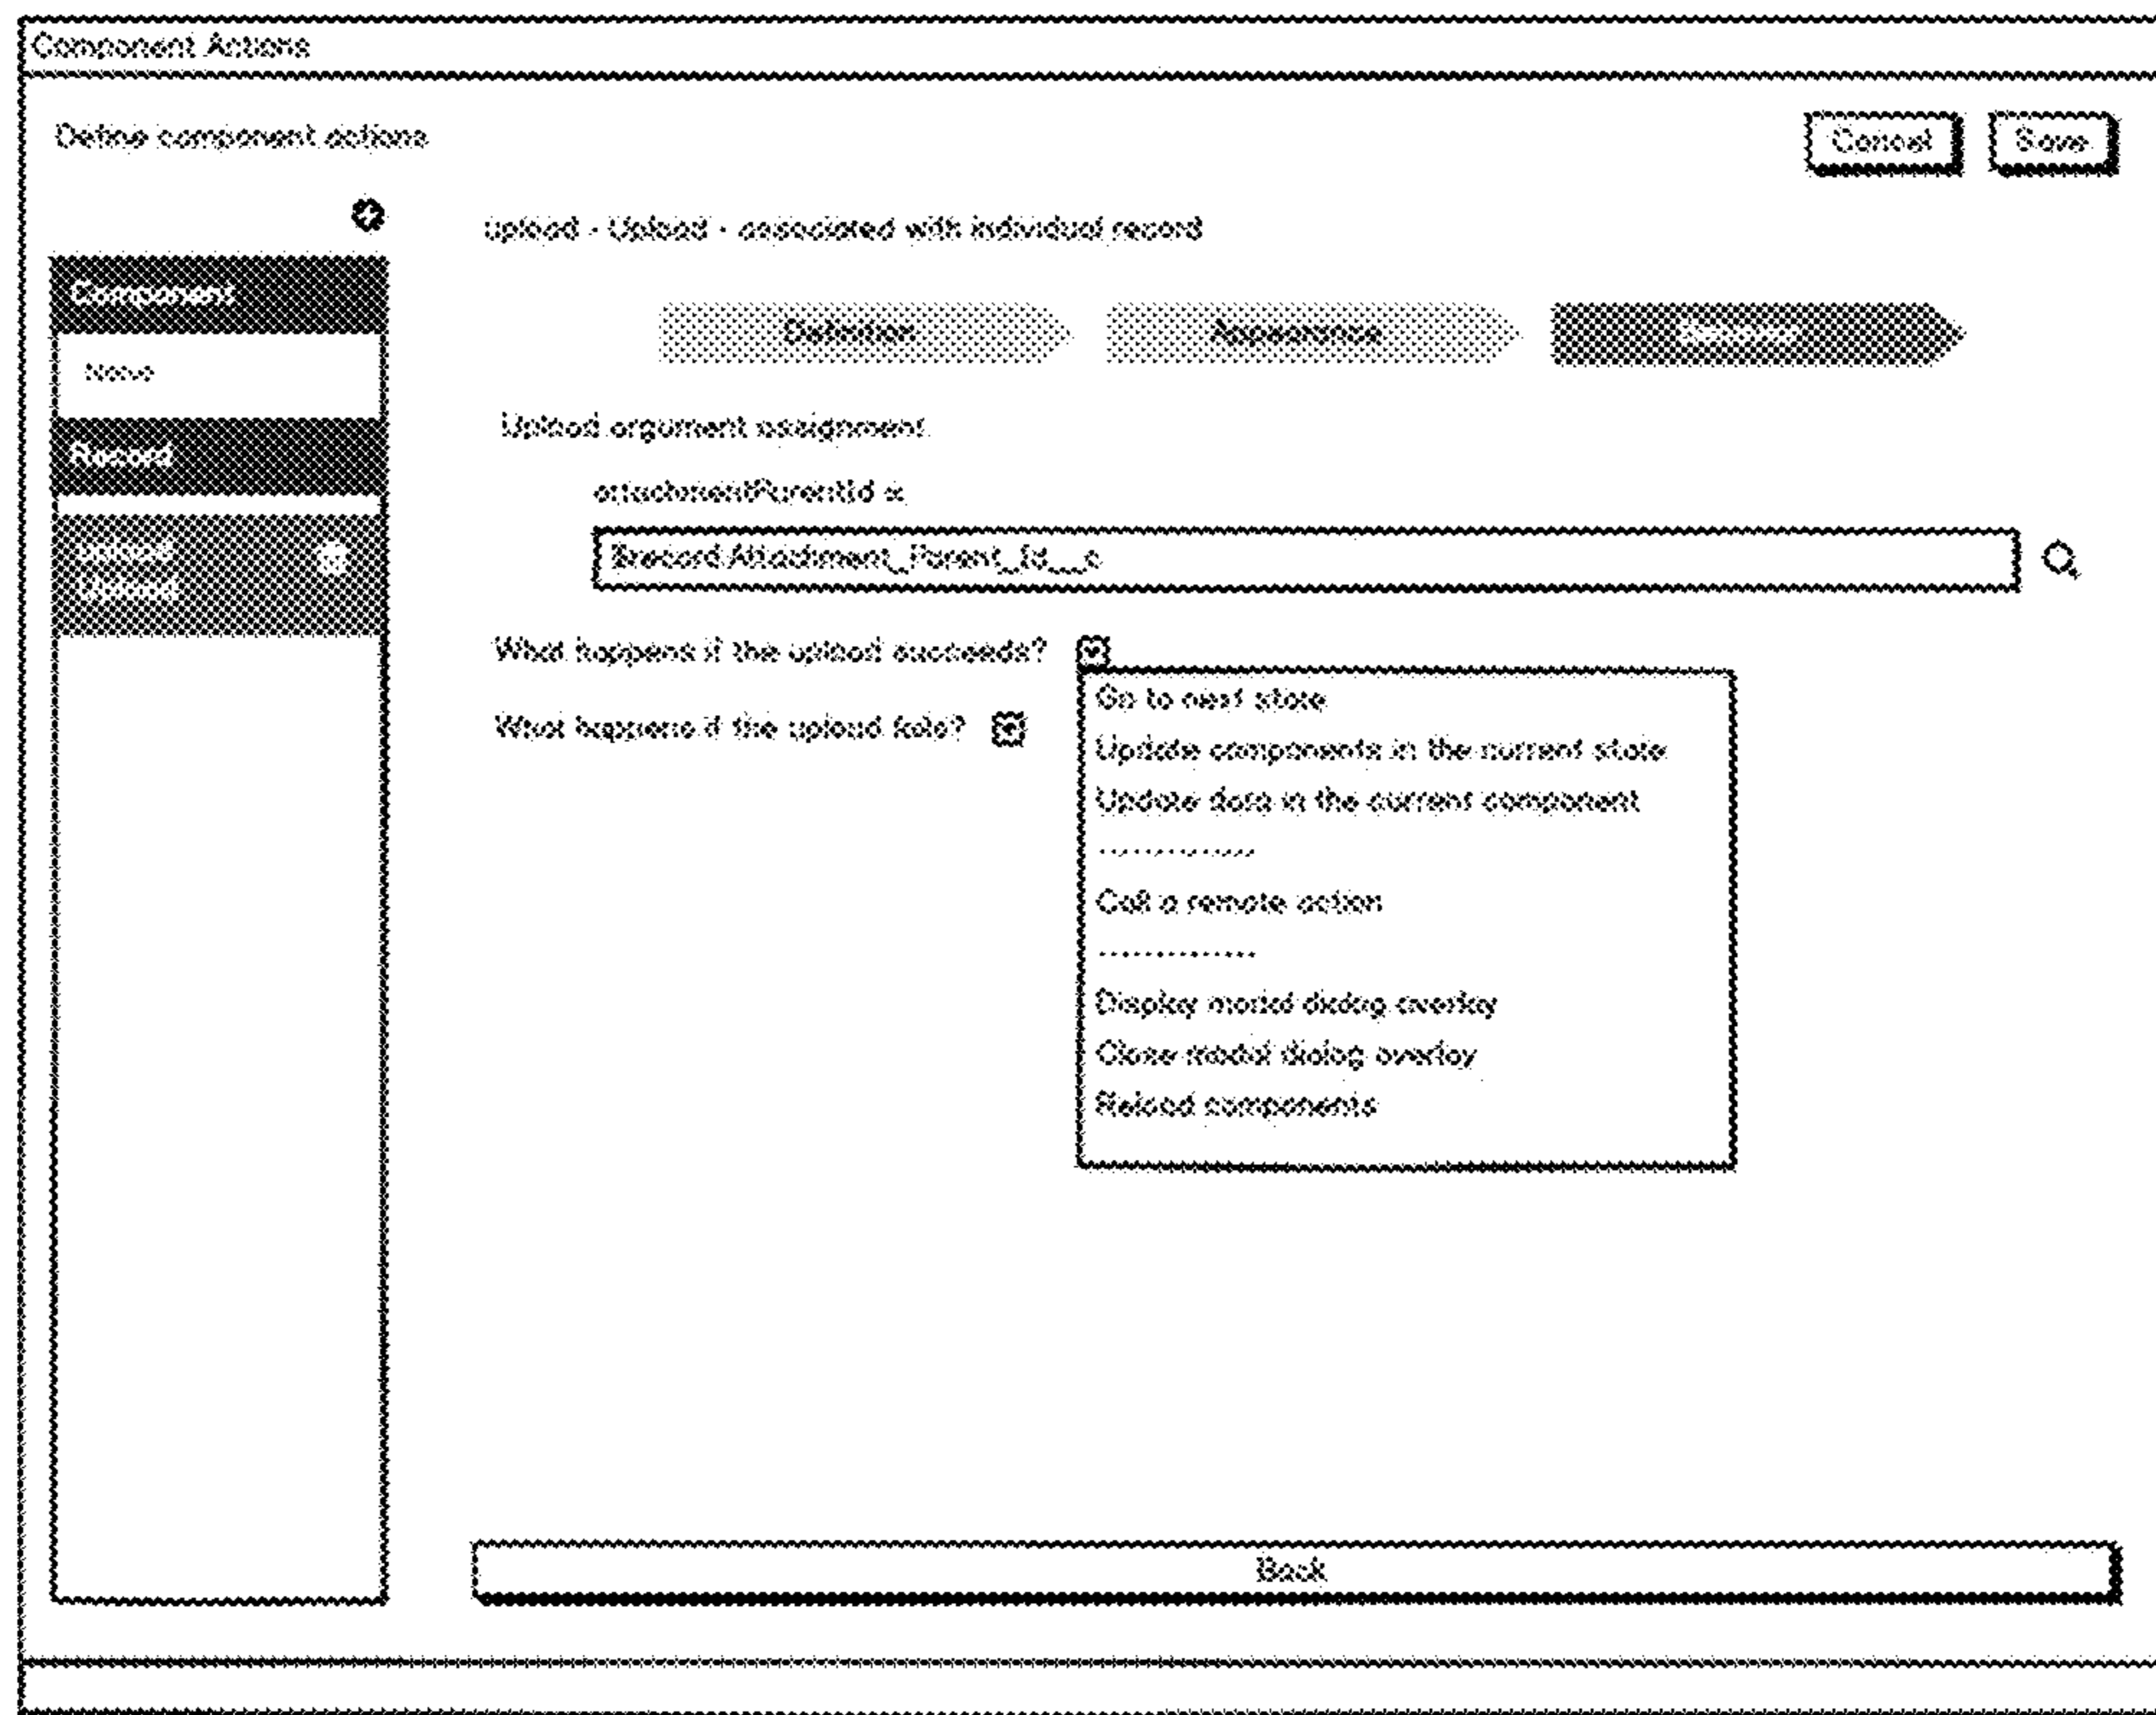 Component Actions
Define component actions
Cancel
Save
upload - Upload - associated with individual record
Component
None
Definition
Appearance
Behavior
Record
Upload argument assignment
attachmentParentId =
upload
Upload
$record.Attachment_Parent_Id__c
What happens if the upload succeeds?
What happens if the upload fails?
Go to next state
Update components in the current state
Update data in the current component
--------------
Call a remote action
--------------
Display modal dialog overlay
Close modal dialog overlay
Reload components
Back